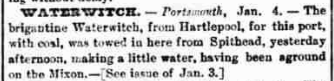 WATERWITCH. — Portsmouth, Jan. 4. — The
brigantine Waterwitch, from Hartlepool, for this port,
with coal, was towed in here from Spithead, yesterday
afternoon, making a little water, having been aground
on the Mixon.—[See issue of Jan. 3.]